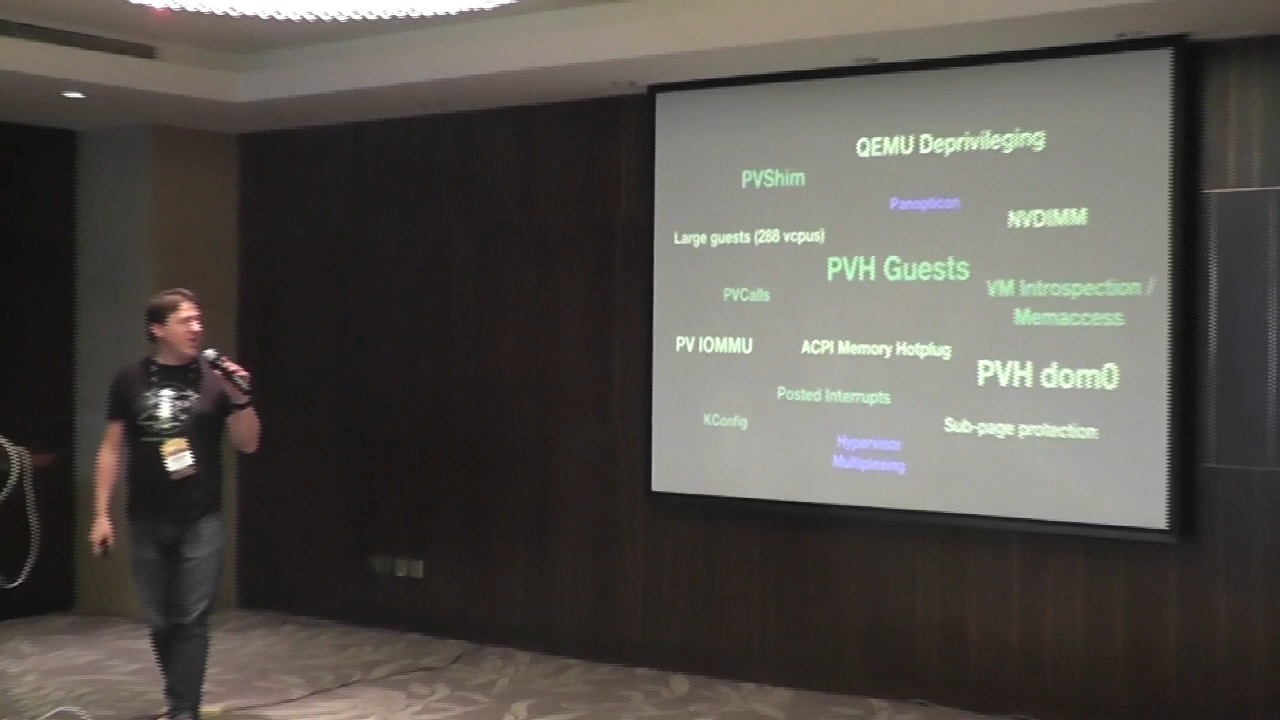 QEMU Deprivileging
PVShim
Panopticon
NVDIMM
Large guests (288 vcpus)
PVH Guests
VM Introspection /
Memaccess
PVCalls
PV IOMMU
ACPI Memory Hotplug
PVH dom0
Posted Interrupts
KConfig
Sub-page protection
Hypervisor
Multiplexing